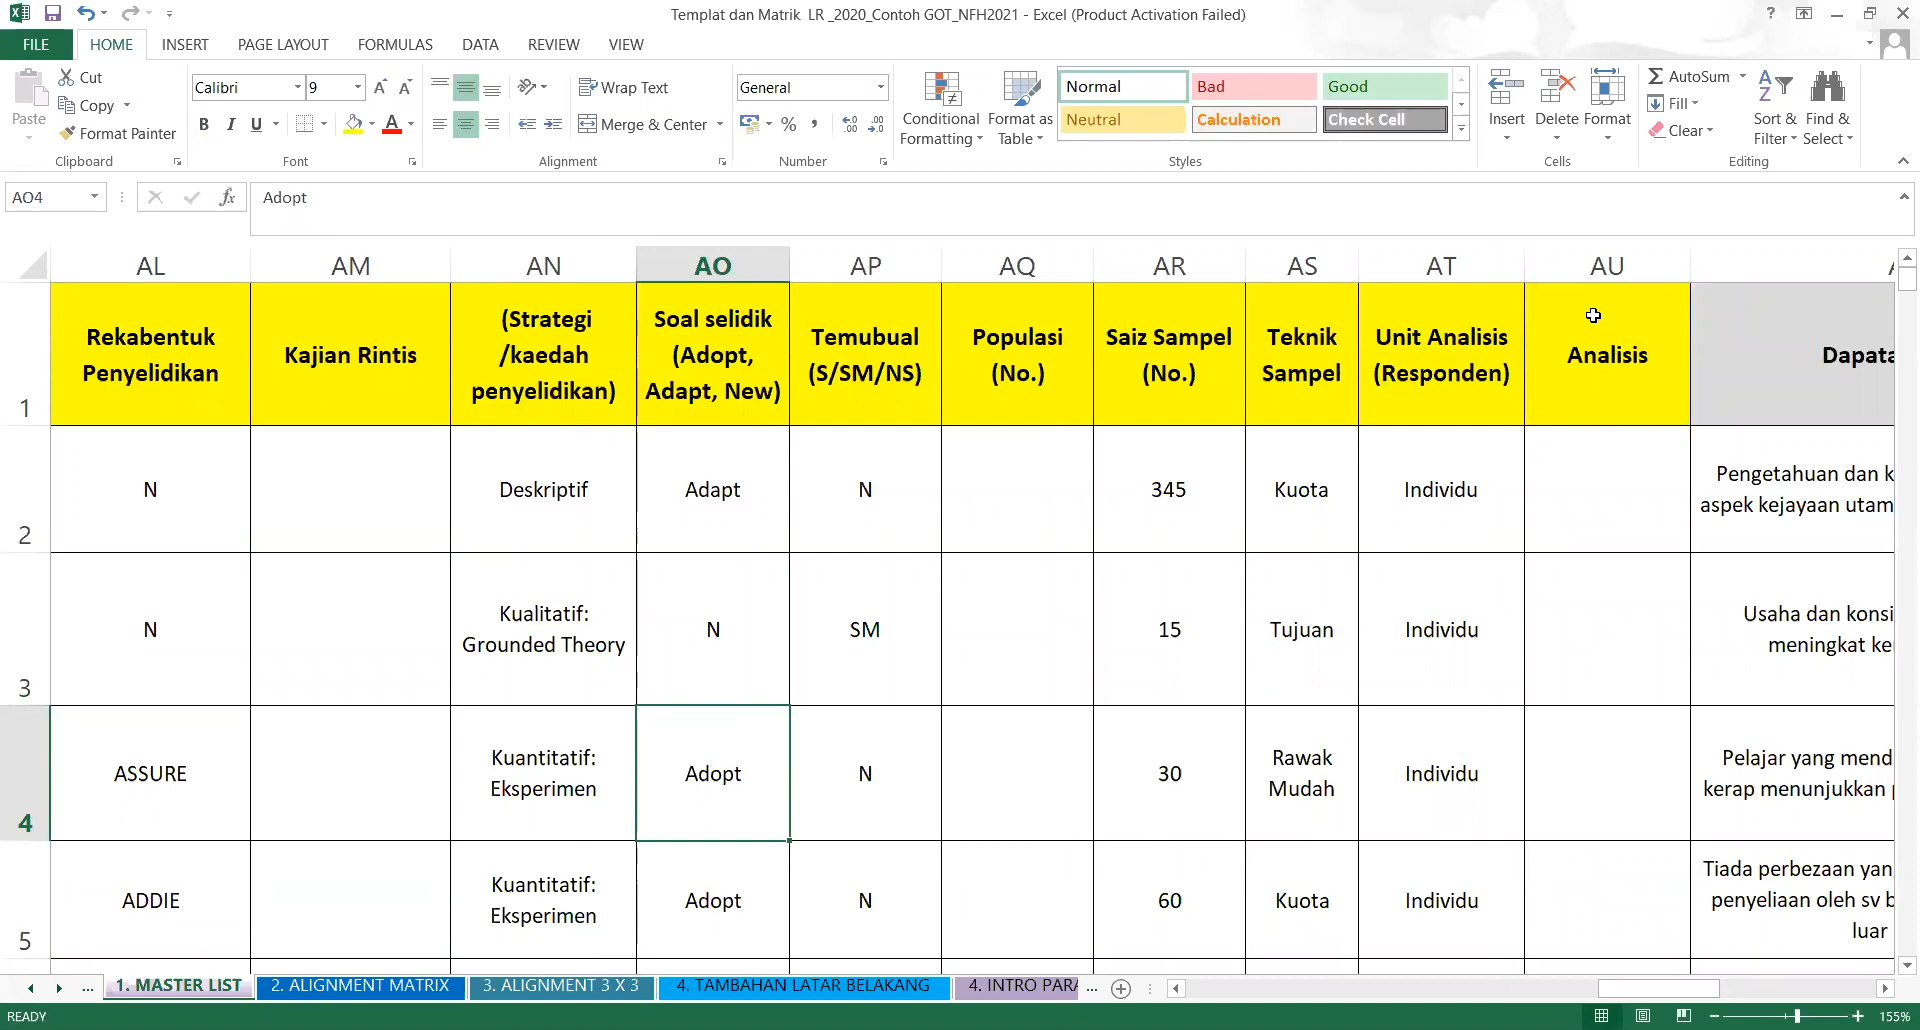 Templat dan Matrik  LR _2020_Contoh GOT_NFH2021 - Excel (Product Activation Failed)
FILE HOME INSERT PAGE LAYOUT FORMULAS DATA REVIEW VIEW
Paste Cut Copy Format Painter Clipboard
Calibri 9 B I U A Font
Wrap Text Merge & Center Alignment
General % , Number
Conditional Formatting Format as Table
Normal Bad Good
Neutral Calculation Check Cell
Styles
Insert Delete Format Cells
AutoSum Fill Clear Sort & Filter Find & Select Editing
AO4 fx Adopt
AL AM AN AO AP AQ AR AS AT AU
1
Rekabentuk
Penyelidikan
Kajian Rintis
(Strategi
/kaedah
penyelidikan)
Soal selidik
(Adopt,
Adapt, New)
Temubual
(S/SM/NS)
Populasi
(No.)
Saiz Sampel
(No.)
Teknik
Sampel
Unit Analisis
(Responden)
Analisis
Dapata
2
N Deskriptif Adapt N 345 Kuota Individu
Pengetahuan dan k
aspek kejayaan utam
3
N
Kualitatif:
Grounded Theory
N SM 15 Tujuan Individu
Usaha dan konsi
meningkat ke
4
ASSURE
Kuantitatif:
Eksperimen
Adopt N 30
Rawak
Mudah
Individu
Pelajar yang mend
kerap menunjukkan
5
ADDIE
Kuantitatif:
Eksperimen
Adopt N 60 Kuota Individu
Tiada perbezaan yan
penyeliaan oleh sv b
luar
... 1. MASTER LIST 2. ALIGNMENT MATRIX 3. ALIGNMENT 3 X 3 4. TAMBAHAN LATAR BELAKANG 4. INTRO PARA ...
READY 155%